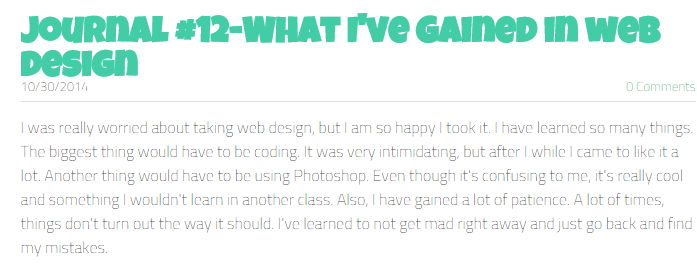 Journal #12-What I've Gained in Web
Design
10/30/2014 0 Comments
I was really worried about taking web design, but I am so happy I took it. I have learned so many things.
The biggest thing would have to be coding. It was very intimidating, but after I while I came to like it a
lot. Another thing would have to be using Photoshop. Even though it's confusing to me, it's really cool
and something I wouldn't learn in another class. Also, I have gained a lot of patience. A lot of times,
things don't turn out the way it should. I've learned to not get mad right away and just go back and find
my mistakes.